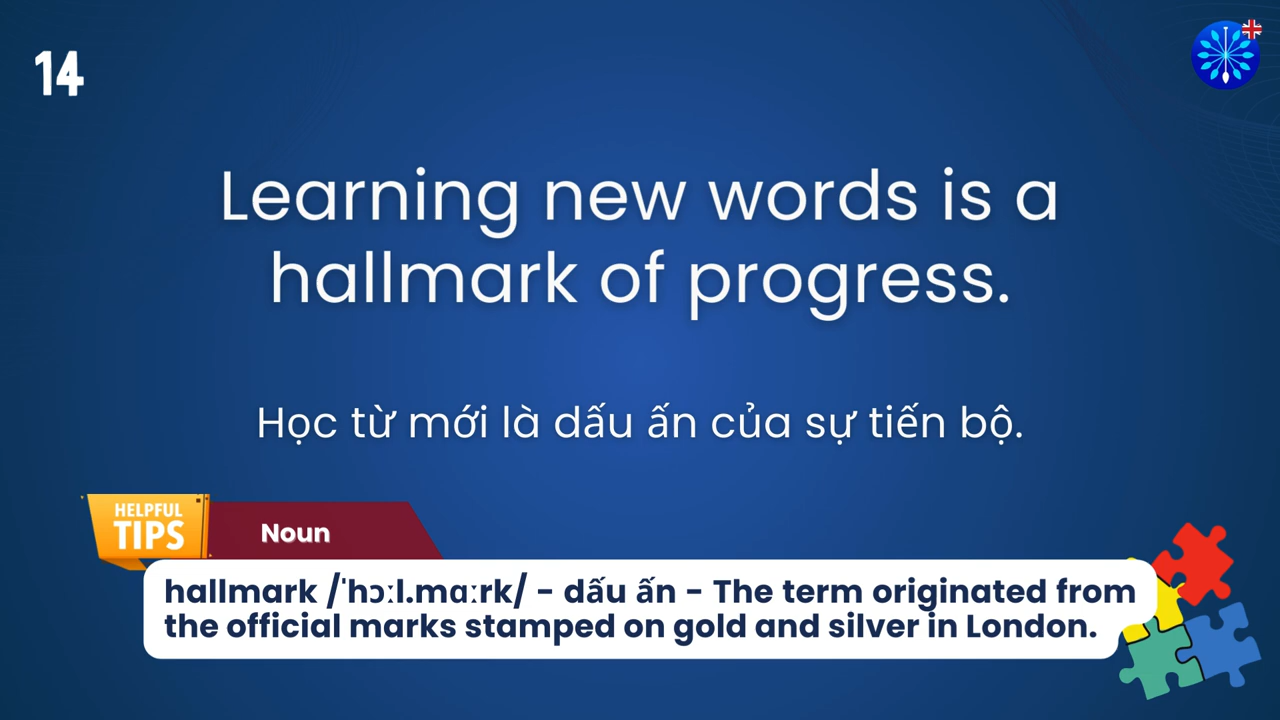 14
Learning new words is a
hallmark of progress.
Học từ mới là dấu ấn của sự tiến bộ.
HELPFUL
TIPS
Noun
hallmark /ˈhɔːl.mɑːrk/ - dấu ấn - The term originated from
the official marks stamped on gold and silver in London.